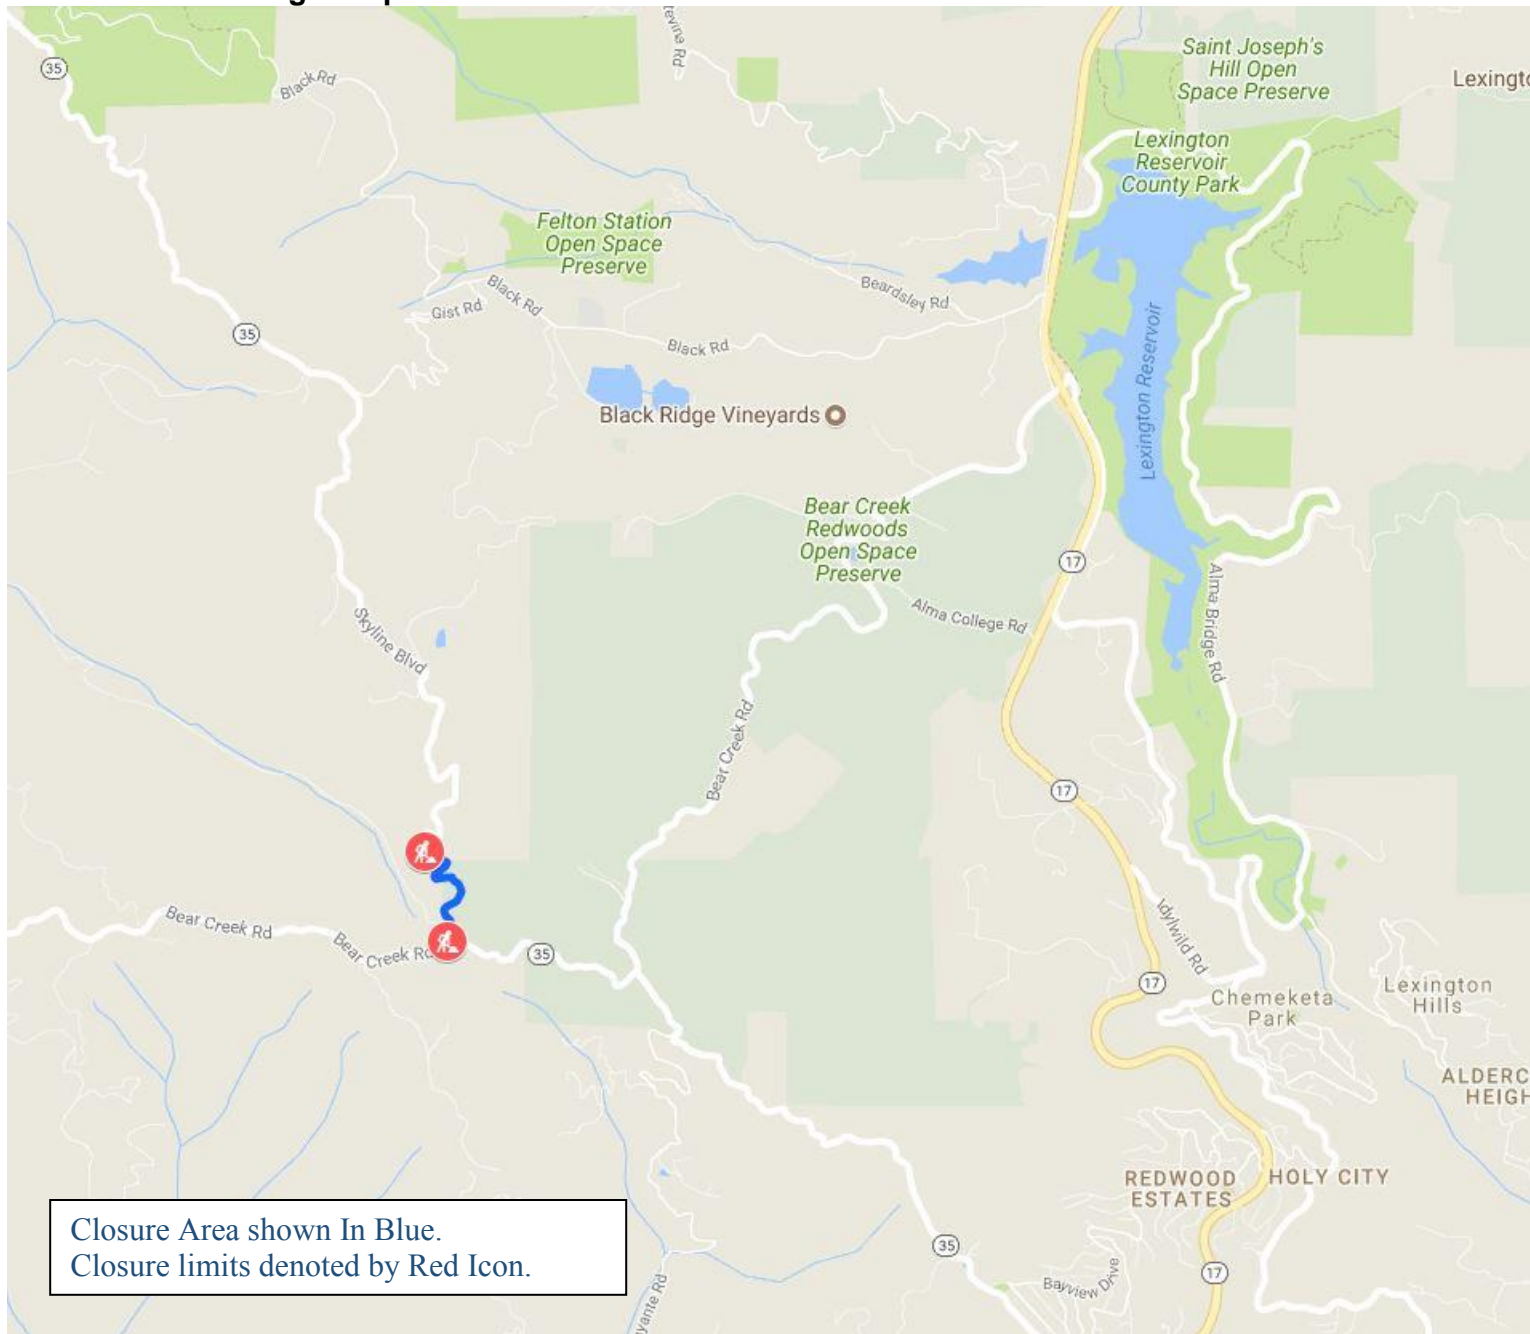 35
Black Rd
Saint Joseph's
Hill Open
Space Preserve
Lexington
Reservoir
County Park
Felton Station
Open Space
Preserve
Black Rd
Gist Rd
Beardsley Rd
35
Black Rd
Lexington Reservoir
Black Ridge Vineyards
Bear Creek
Redwoods
Open Space
Preserve
17
Alma College Rd
Alma Bridge Rd
Skyline Blvd
Bear Creek Rd
17
Bear Creek Rd
Bear Creek Rd
35
Idylwild Rd
17
Chemeketa
Park
Lexington
Hills
REDWOOD
ESTATES
HOLY CITY
35
Bayview Drive
17
Closure Area shown In Blue.
Closure limits denoted by Red Icon.